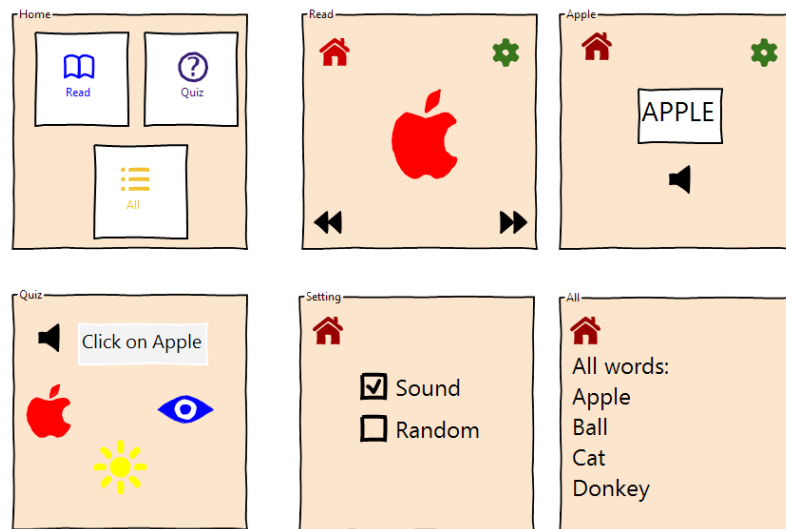 Home
Read
Quiz
All
Read
Apple
APPLE
Quiz
Click on Apple
Setting
Sound
Random
All
All words:
Apple
Ball
Cat
Donkey